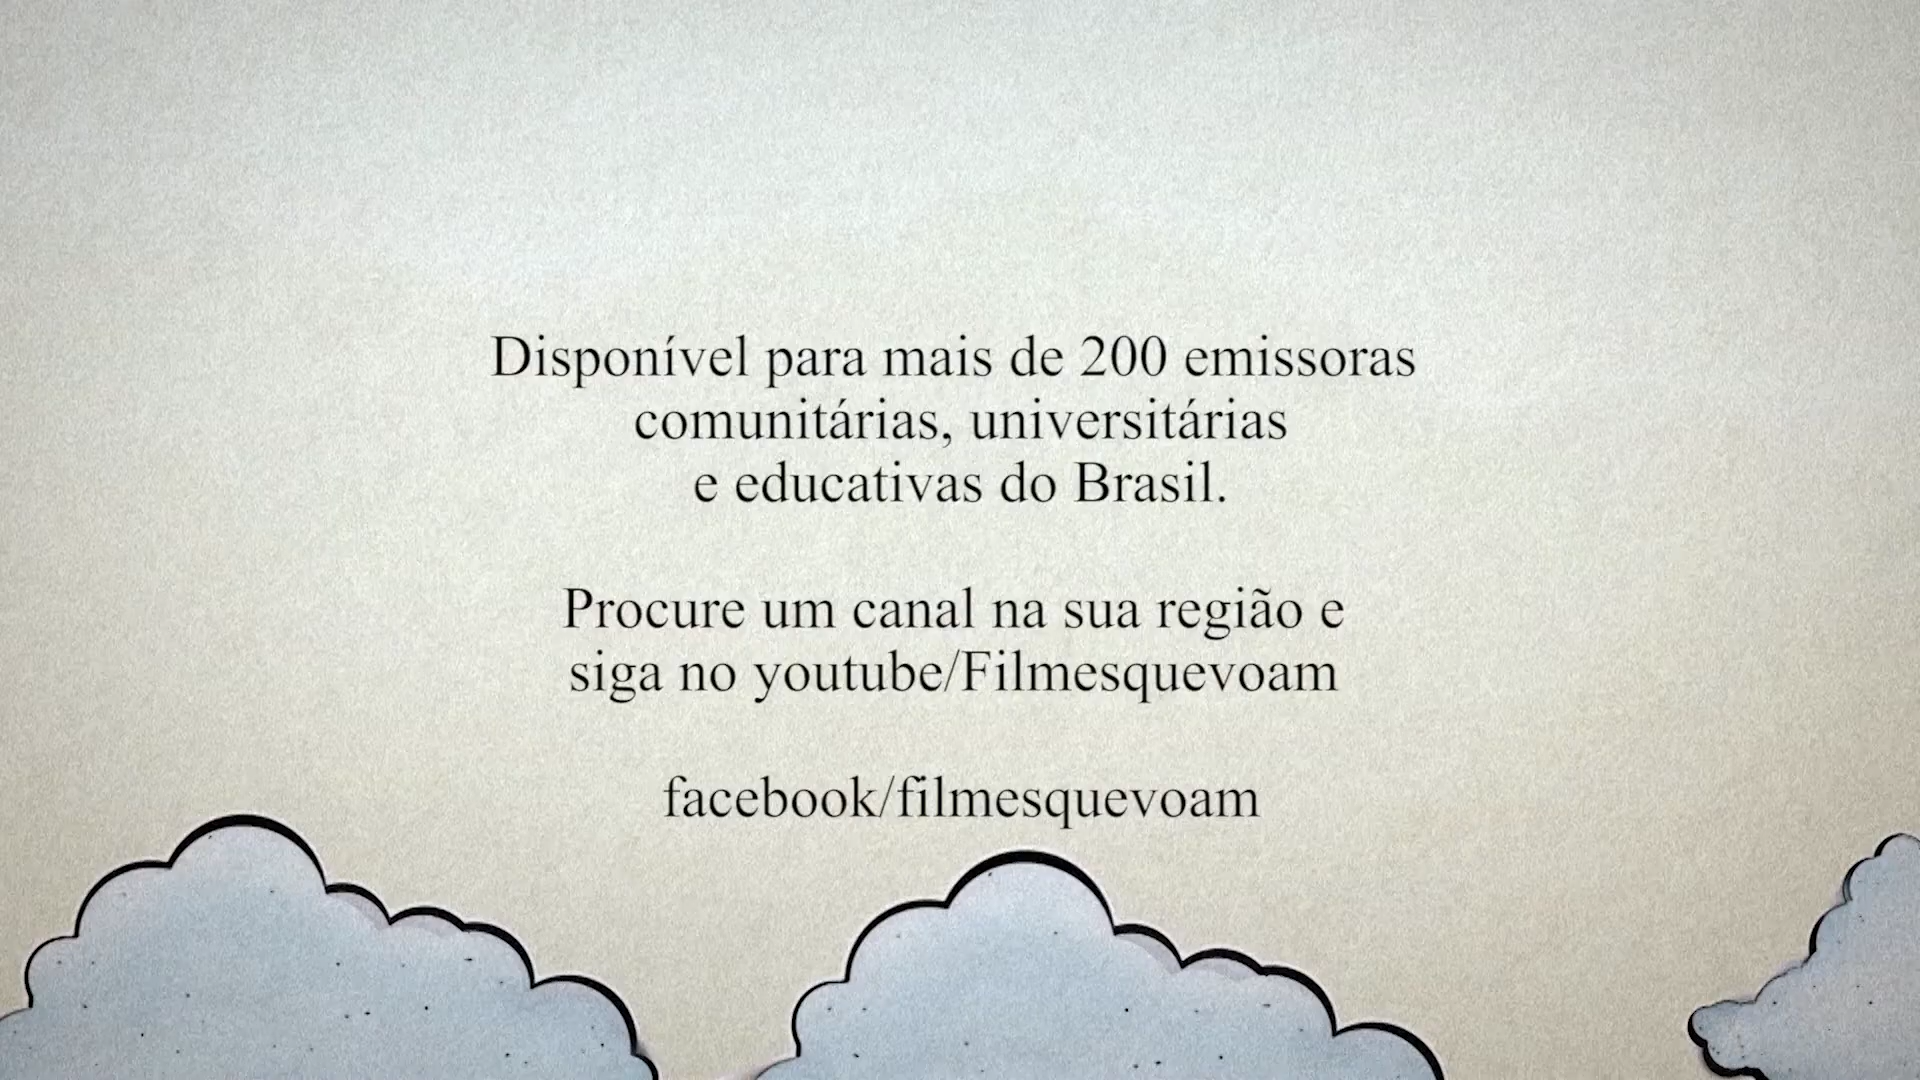 Disponível para mais de 200 emissoras
comunitárias, universitárias
e educativas do Brasil.
Procure um canal na sua região e
siga no youtube/Filmesquevoam
facebook/filmesquevoam